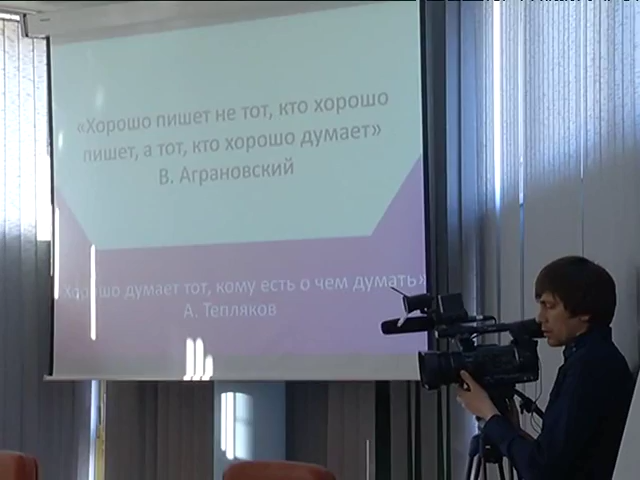 «Хорошо пишет не тот, кто хорошо
пишет, а тот, кто хорошо думает»
В. Аграновский
Хорошо думает тот, кому есть о чем думать»
А. Тепляков